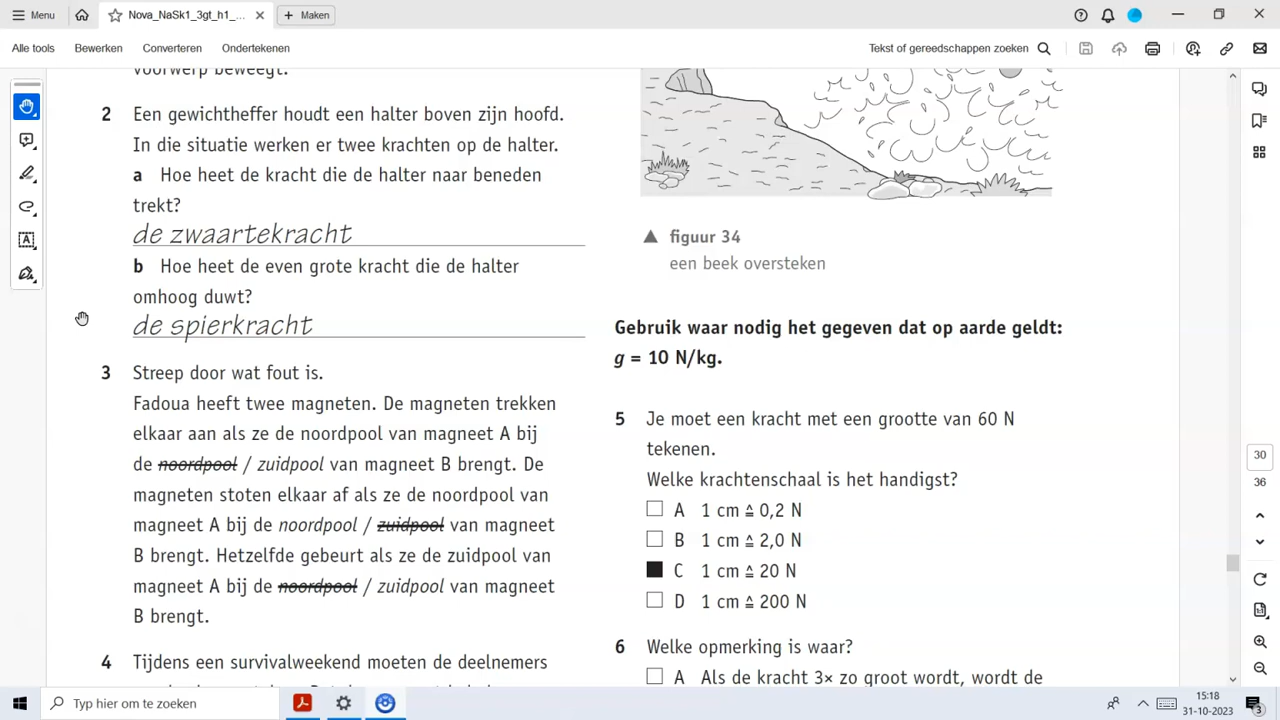 Menu
Nova_NaSk1_3gt_h1_...
Maken
Alle tools
Bewerken
Converteren
Ondertekenen
Tekst of gereedschappen zoeken
voorwerp beweegt.
2 Een gewichtheffer houdt een halter boven zijn hoofd.
In die situatie werken er twee krachten op de halter.
a Hoe heet de kracht die de halter naar beneden
trekt?
de zwaartekracht
b Hoe heet de even grote kracht die de halter
omhoog duwt?
de spierkracht
3 Streep door wat fout is.
Fadoua heeft twee magneten. De magneten trekken
elkaar aan als ze de noordpool van magneet A bij
de noordpool / zuidpool van magneet B brengt. De
magneten stoten elkaar af als ze de noordpool van
magneet A bij de noordpool / zuidpool van magneet
B brengt. Hetzelfde gebeurt als ze de zuidpool van
magneet A bij de noordpool / zuidpool van magneet
B brengt.
4 Tijdens een survivalweekend moeten de deelnemers
▲ figuur 34
een beek oversteken
Gebruik waar nodig het gegeven dat op aarde geldt:
g = 10 N/kg.
5 Je moet een kracht met een grootte van 60 N
tekenen.
Welke krachtenschaal is het handigst?
A 1 cm ≙ 0,2 N
B 1 cm ≙ 2,0 N
C 1 cm ≙ 20 N
D 1 cm ≙ 200 N
6 Welke opmerking is waar?
A Als de kracht 3× zo groot wordt, wordt de
30
36
Typ hier om te zoeken
15:18
31-10-2023
3